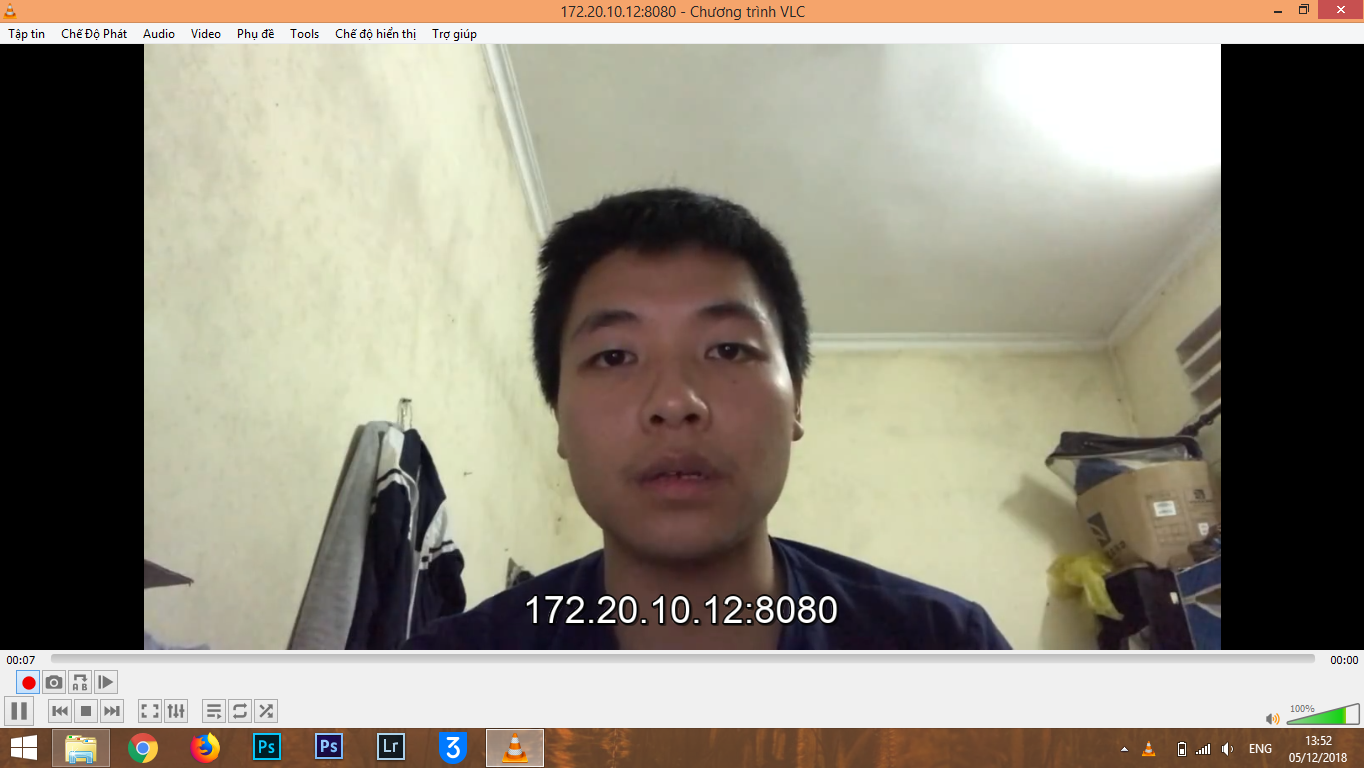 172.20.10.12:8080 - Chương trình VLC
Tập tin Chế Độ Phát Audio Video Phụ đề Tools Chế độ hiển thị Trợ giúp
172.20.10.12:8080
00:07 00:00
A B
100%
Ps Ps Lr 3 ENG 13:52
05/12/2018